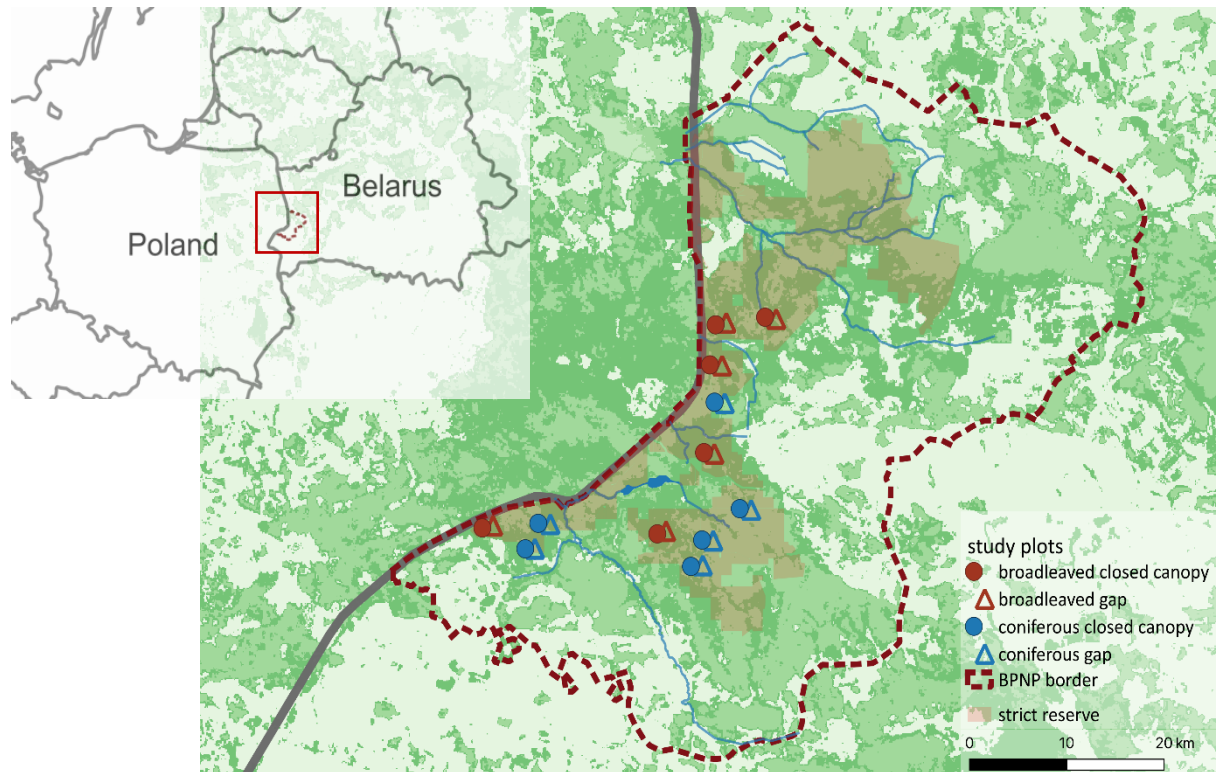 Belarus
Poland
study plots
broadleaved closed canopy
broadleaved gap
coniferous closed canopy
coniferous gap
BPNP border
strict reserve
0 10 20 km